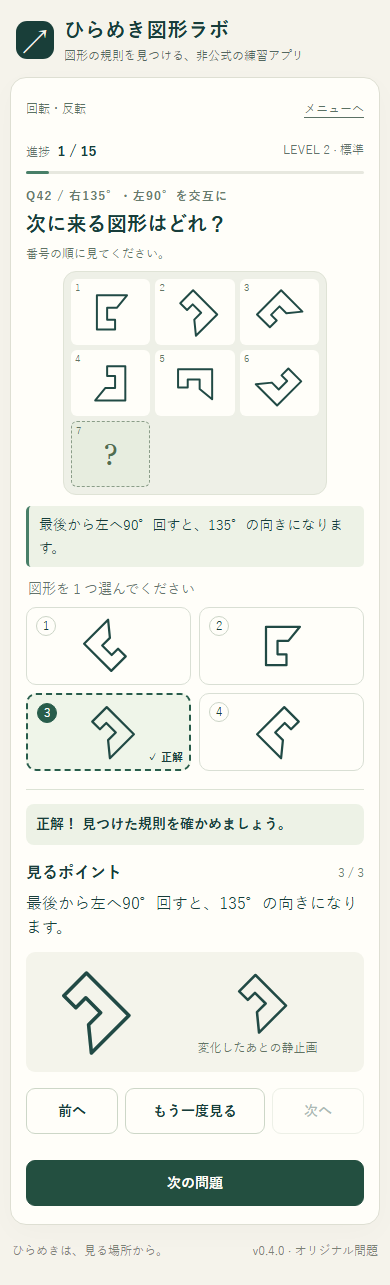 ひらめき図形ラボ
図形の規則を見つける、非公式の練習アプリ
回転・反転
メニューへ
進捗 1 / 15
LEVEL 2 · 標準
Q42 / 右135°・左90°を交互に
次に来る図形はどれ？
番号の順に見てください。
1
2
3
4
5
6
7
?
最後から左へ90°回すと、135°の向きになりま
す。
図形を1つ選んでください
1
2
3
✓ 正解
4
正解！ 見つけた規則を確かめましょう。
見るポイント
3 / 3
最後から左へ90°回すと、135°の向きになり
ます。
変化したあとの静止画
前へ
もう一度見る
次へ
次の問題
ひらめきは、見る場所から。
v0.4.0 · オリジナル問題